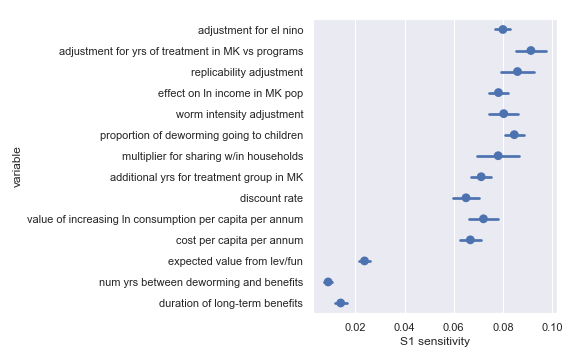 adjustment for el nino
adjustment for yrs of treatment in MK vs programs
replicability adjustment
effect on ln income in MK pop
worm intensity adjustment
proportion of deworming going to children
multiplier for sharing w/in households
additional yrs for treatment group in MK
discount rate
value of increasing ln consumption per capita per annum
cost per capita per annum
expected value from lev/fun
num yrs between deworming and benefits
duration of long-term benefits
variable
0.02 0.04 0.06 0.08 0.10
S1 sensitivity